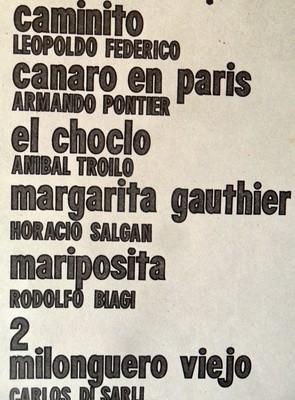 caminito
LEOPOLDO FEDERICO
canaro en paris
ARMANDO PONTIER
el choclo
ANIBAL TROILO
margarita gauthier
HORACIO SALGAN
mariposita
RODOLFO BIAGI
2
milonguero viejo
CARLOS DI SARLI